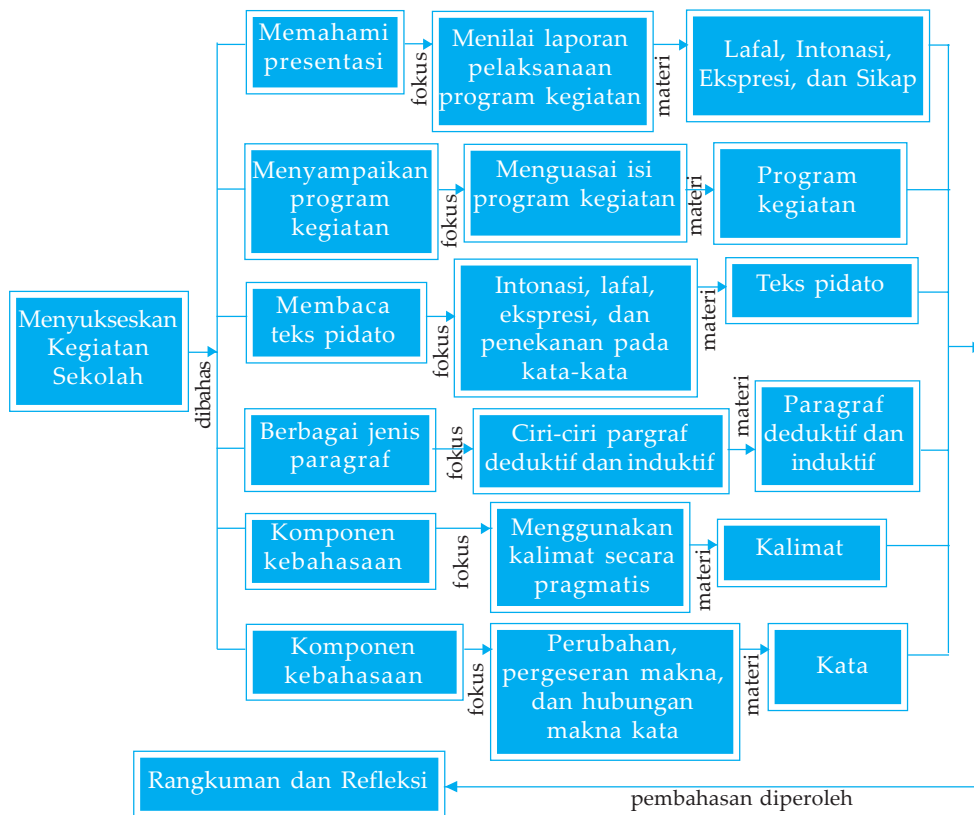 Memahami
presentasi
fokus
Menilai laporan
pelaksanaan
program kegiatan
materi
Lafal, Intonasi,
Ekspresi, dan Sikap
Menyampaikan
program
kegiatan
fokus
Menguasai isi
program kegiatan
materi
Program
kegiatan
Menyukseskan
Kegiatan
Sekolah
dibahas
Membaca
teks pidato
fokus
Intonasi, lafal,
ekspresi, dan
penekanan pada
kata-kata
materi
Teks pidato
Berbagai jenis
paragraf
fokus
Ciri-ciri pargraf
deduktif dan induktif
materi
Paragraf
deduktif dan
induktif
Komponen
kebahasaan
fokus
Menggunakan
kalimat secara
pragmatis
materi
Kalimat
Komponen
kebahasaan
fokus
Perubahan,
pergeseran makna,
dan hubungan
makna kata
materi
Kata
Rangkuman dan Refleksi
pembahasan diperoleh